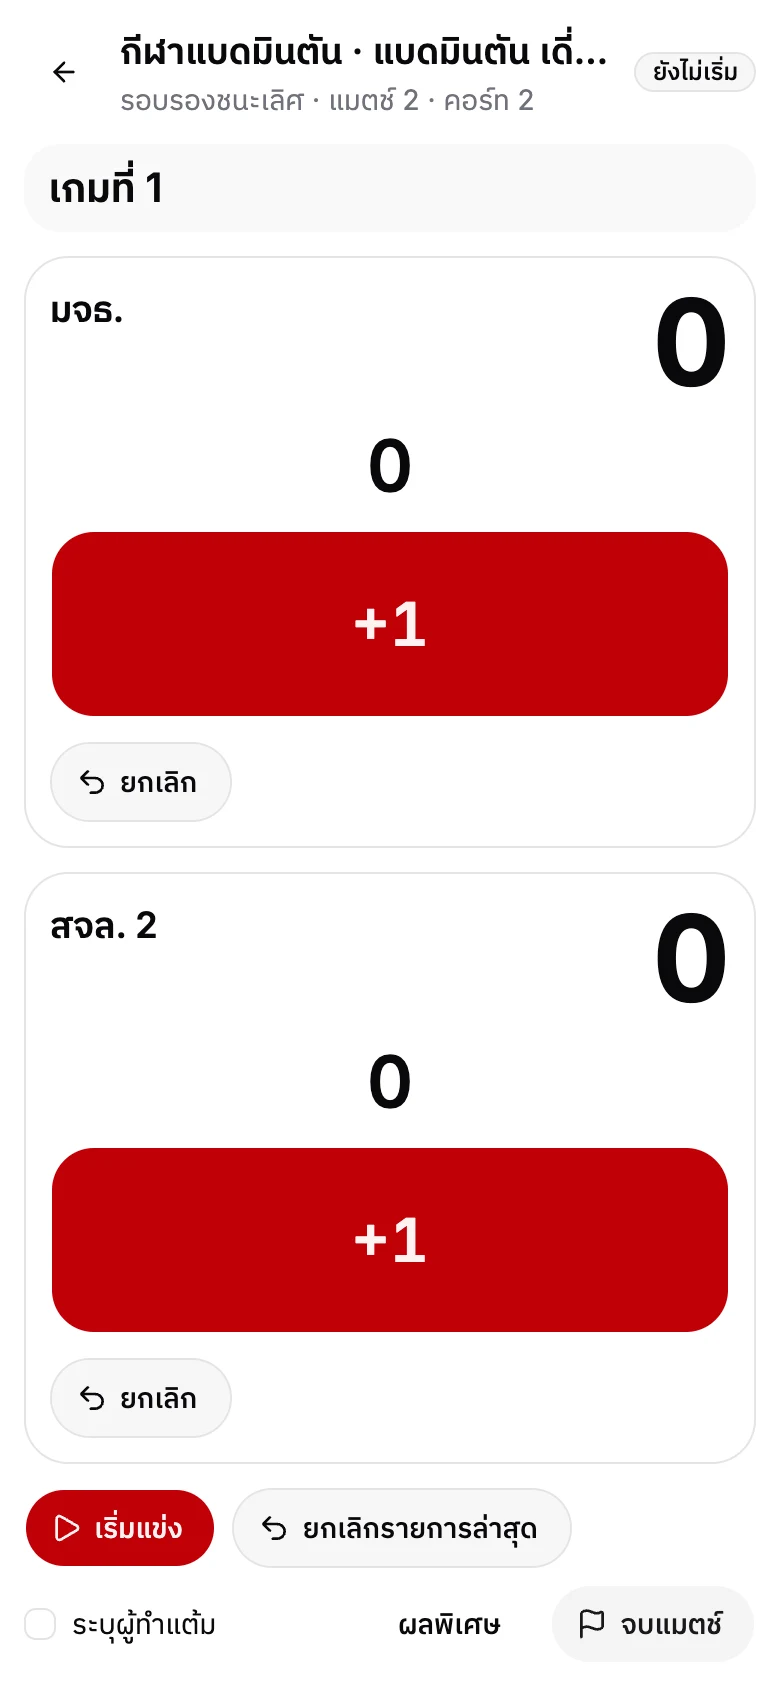 กีฬาแบดมินตัน · แบดมินตัน เดี่...
ยังไม่เริ่ม
รอบรองชนะเลิศ · แมตช์ 2 · คอร์ท 2
เกมที่ 1
มจธ.
0
0
+1
ยกเลิก
สจล. 2
0
0
+1
ยกเลิก
เริ่มแข่ง
ยกเลิกรายการล่าสุด
ระบุผู้ทำแต้ม
ผลพิเศษ
จบแมตช์